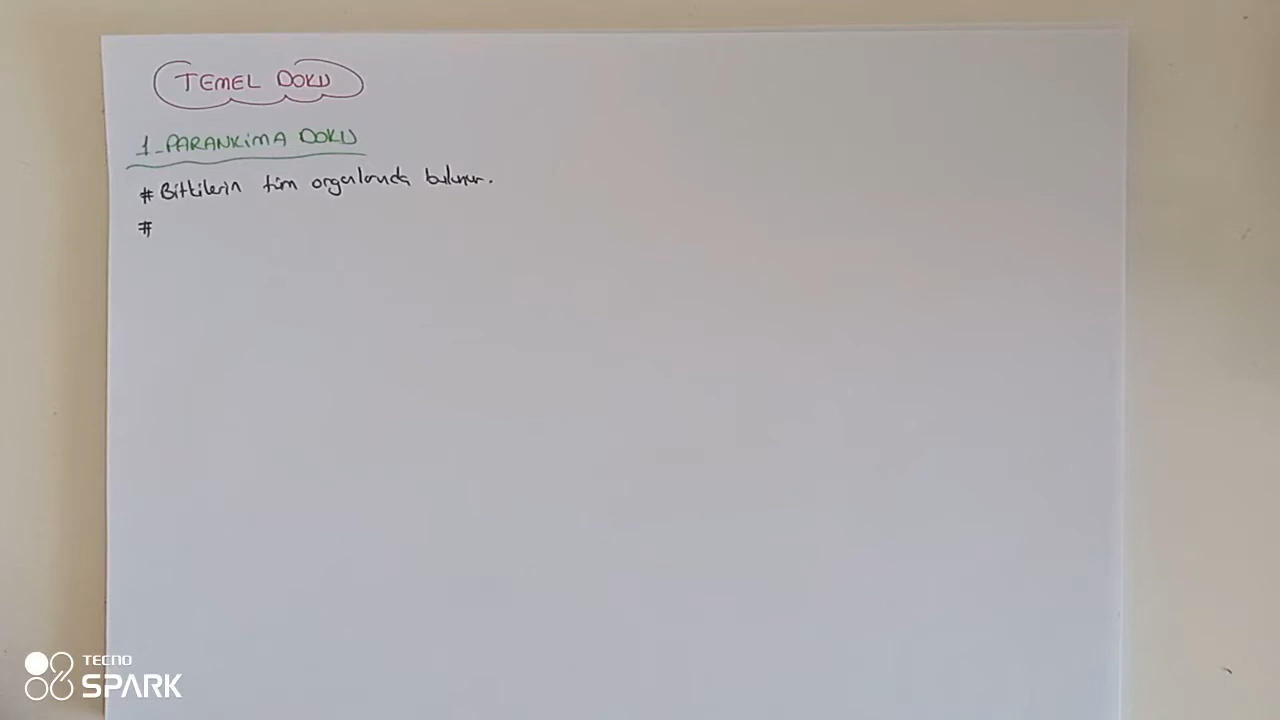 TEMEL DOKU
1_PARANKİMA DOKU
# Bitkilerin tüm organlarında bulunur.
#
TECNO
SPARK